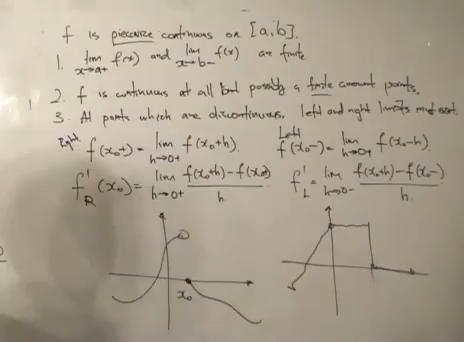 f is piecewise continuous on [a,b].
1. lim x→a+ f(x) and lim x→b- f(x) are finite
2. f is continuous at all but possibly a finite amount points.
3. At points which are discontinuous, left and right limits must exist.
Right f(x₀+) = lim h→0+ f(x₀+h). Left f(x₀-) = lim h→0+ f(x₀-h).
f'R(x₀) = lim h→0+ f(x₀+h)-f(x₀) / h f'L = lim h→0- f(x₀+h)-f(x₀-) / h.
x₀